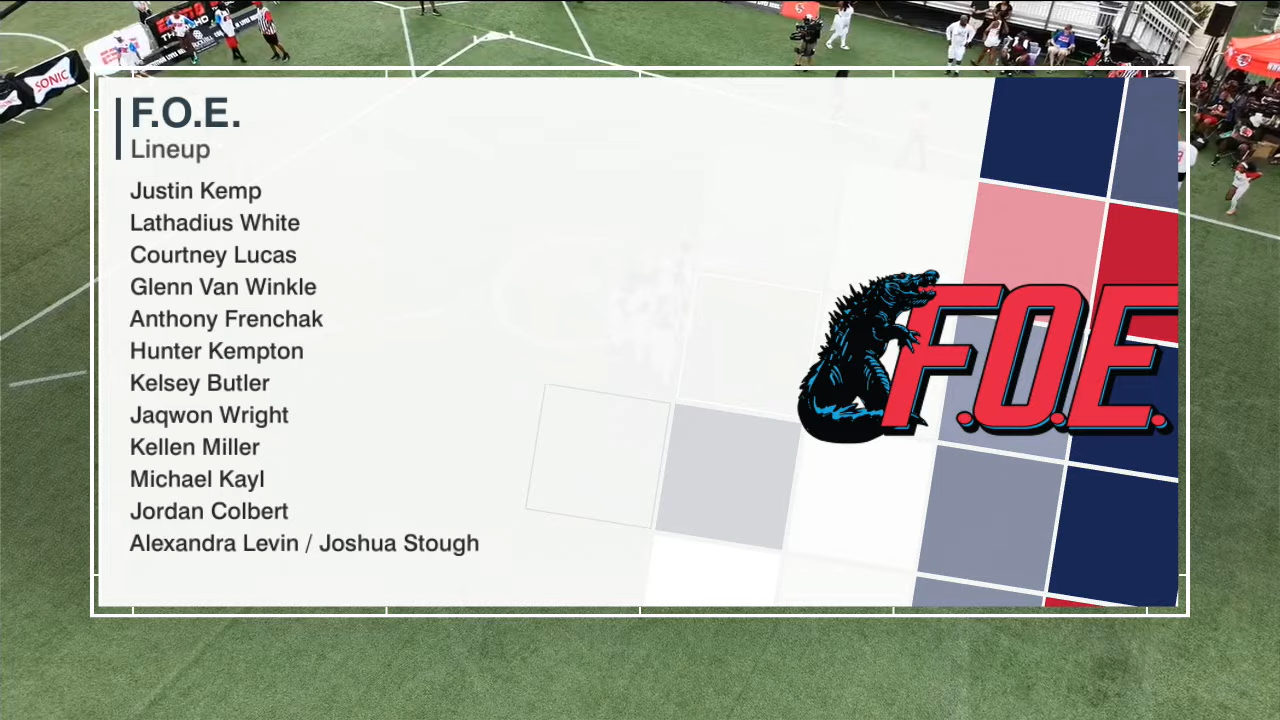 F.O.E.
Lineup
Justin Kemp
Lathadius White
Courtney Lucas
Glenn Van Winkle
Anthony Frenchak
Hunter Kempton
Kelsey Butler
Jaqwon Wright
Kellen Miller
Michael Kayl
Jordan Colbert
Alexandra Levin / Joshua Stough
F.O.E.
SONIC